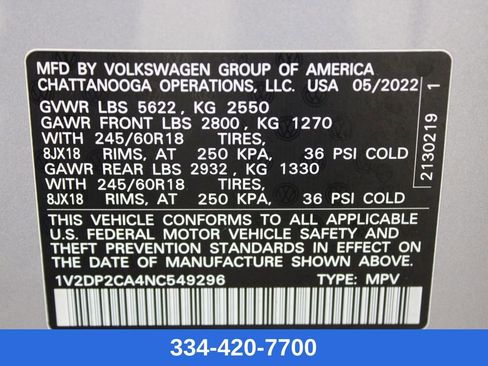 MFD BY VOLKSWAGEN GROUP OF AMERICA
CHATTANOOGA OPERATIONS, LLC. USA 05/2022
GVWR LBS 5622, KG 2550
GAWR FRONT LBS 2800, KG 1270
WITH 245/60R18 TIRES,
8JX18 RIMS, AT 250 KPA, 36 PSI COLD
GAWR REAR LBS 2932, KG 1330
WITH 245/60R18 TIRES,
8JX18 RIMS, AT 250 KPA, 36 PSI COLD
THIS VEHICLE CONFORMS TO ALL APPLICABLE
U.S. FEDERAL MOTOR VEHICLE SAFETY AND
THEFT PREVENTION STANDARDS IN EFFECT ON
THE DATE OF MANUFACTURE SHOWN ABOVE.
1V2DP2CA4NC549296 TYPE: MPV
2130219 1
334-420-7700